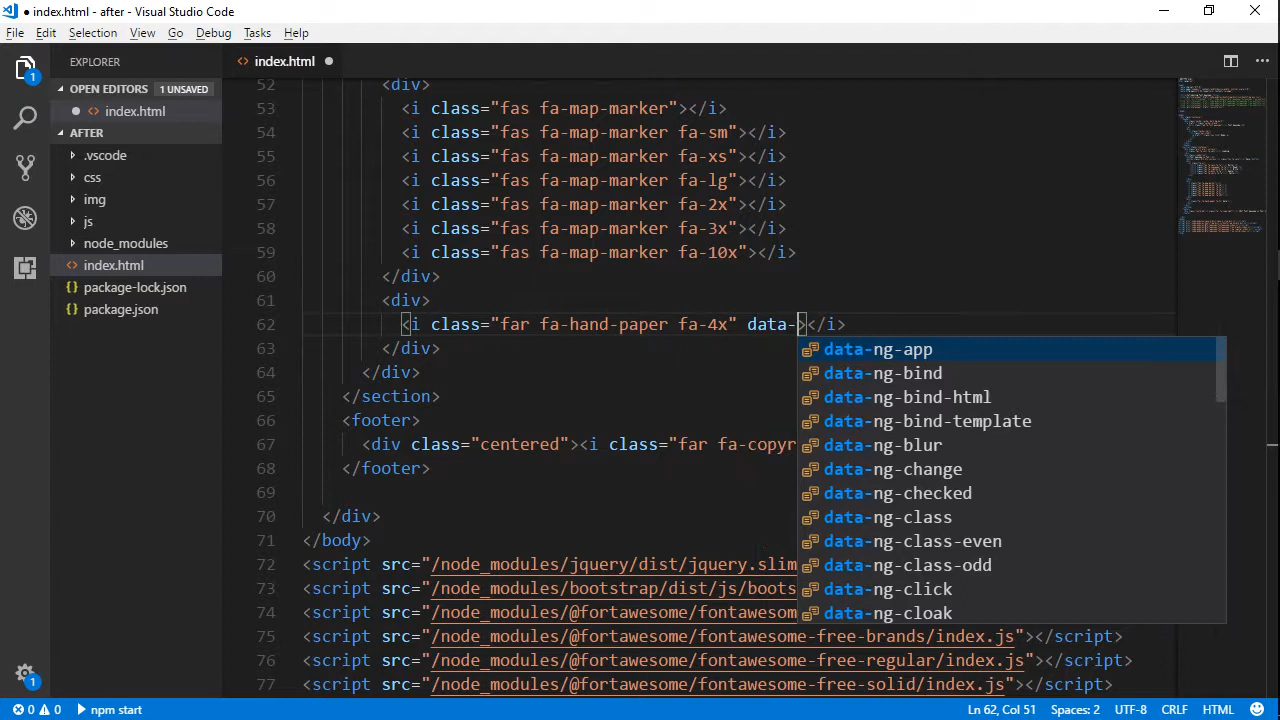 index.html - after - Visual Studio Code
File Edit Selection View Go Debug Tasks Help
EXPLORER
OPEN EDITORS 1 UNSAVED
index.html
AFTER
.vscode
css
img
js
node_modules
index.html
package-lock.json
package.json
index.html
52 <div>
53 <i class="fas fa-map-marker"></i>
54 <i class="fas fa-map-marker fa-sm"></i>
55 <i class="fas fa-map-marker fa-xs"></i>
56 <i class="fas fa-map-marker fa-lg"></i>
57 <i class="fas fa-map-marker fa-2x"></i>
58 <i class="fas fa-map-marker fa-3x"></i>
59 <i class="fas fa-map-marker fa-10x"></i>
60 </div>
61 <div>
62 <i class="far fa-hand-paper fa-4x" data-></i>
63 </div>
64 </div>
65 </section>
66 <footer>
67 <div class="centered"><i class="far fa-copyr
68 </footer>
69
70 </div>
71 </body>
72 <script src="/node_modules/jquery/dist/jquery.slim
73 <script src="/node_modules/bootstrap/dist/js/boots
74 <script src="/node_modules/@fortawesome/fontawesom
75 <script src="/node_modules/@fortawesome/fontawesome-free-brands/index.js"></script>
76 <script src="/node_modules/@fortawesome/fontawesome-free-regular/index.js"></script>
77 <script src="/node_modules/@fortawesome/fontawesome-free-solid/index.js"></script>
data-ng-app
data-ng-bind
data-ng-bind-html
data-ng-bind-template
data-ng-blur
data-ng-change
data-ng-checked
data-ng-class
data-ng-class-even
data-ng-class-odd
data-ng-click
data-ng-cloak
1
1
0 0 npm start Ln 62, Col 51 Spaces: 2 UTF-8 CRLF HTML